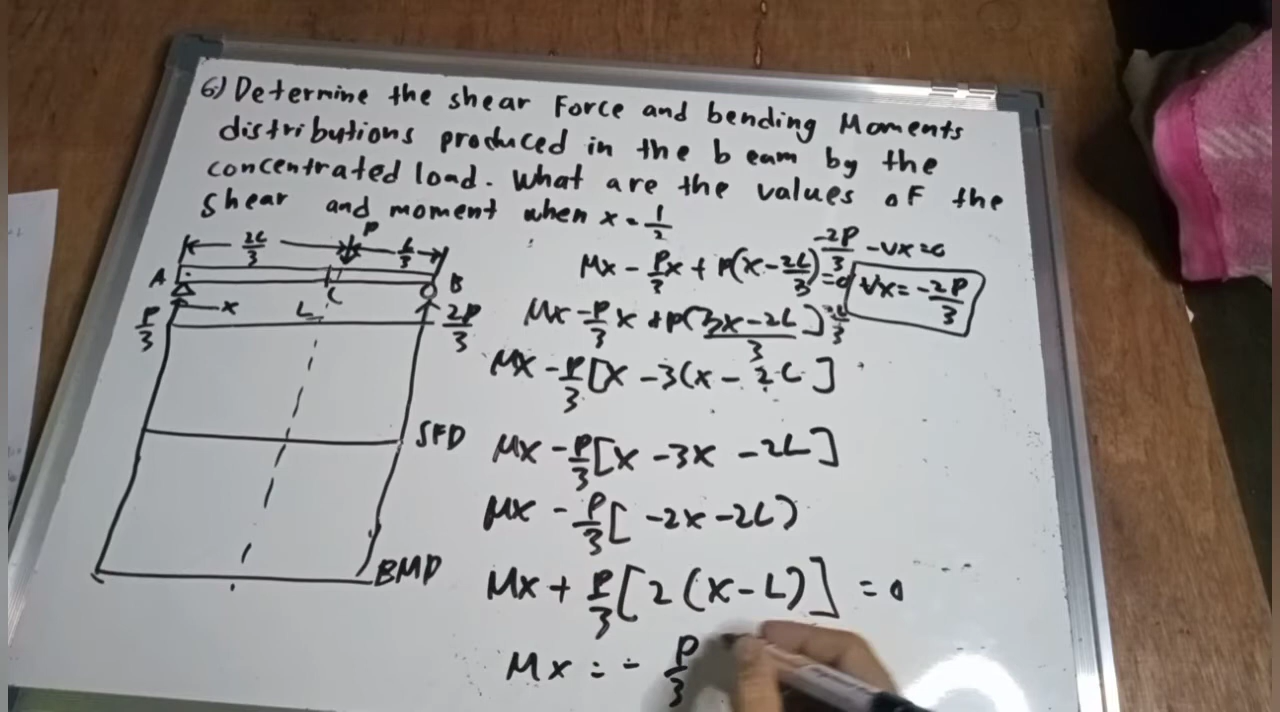 6) Determine the shear Force and bending Moments
distributions produced in the beam by the
concentrated load. What are the values of the
shear and moment when x = 1/2
2L/3 P L/3
A B
x L C
P/3 2P/3
SFD
BMD
-2P/3 - Vx = 0
Vx = -2P/3
Mx - P/3x + P(x - 2L/3) = 0
Mx - P/3 x + P(3x - 2L]
3
Mx - P/3 [x - 3(x - 2L]
Mx - P/3 [x - 3x - 2L]
Mx - P/3 [ -2x - 2L)
Mx + P/3 [2(x - L)] = 0
Mx = - P/3